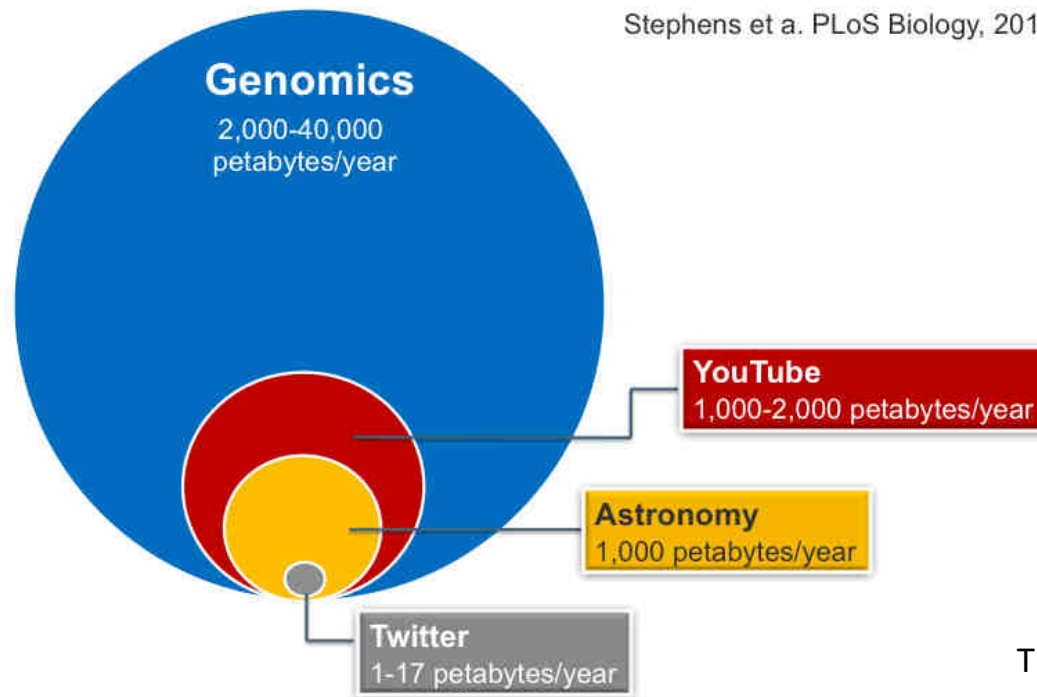 Stephens et a. PLoS Biology, 201
Genomics
2,000-40,000
petabytes/year
YouTube
1,000-2,000 petabytes/year
Astronomy
1,000 petabytes/year
Twitter
1-17 petabytes/year
T